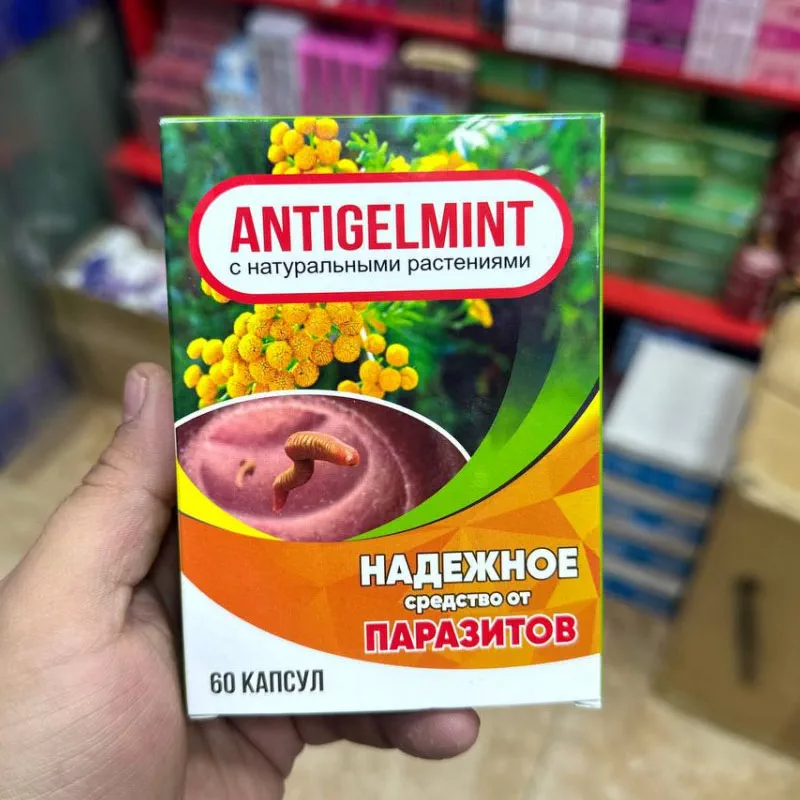 ANTIGELMINT
с натуральными растениями
НАДЕЖНОЕ
средство от
ПАРАЗИТОВ
60 КАПСУЛ